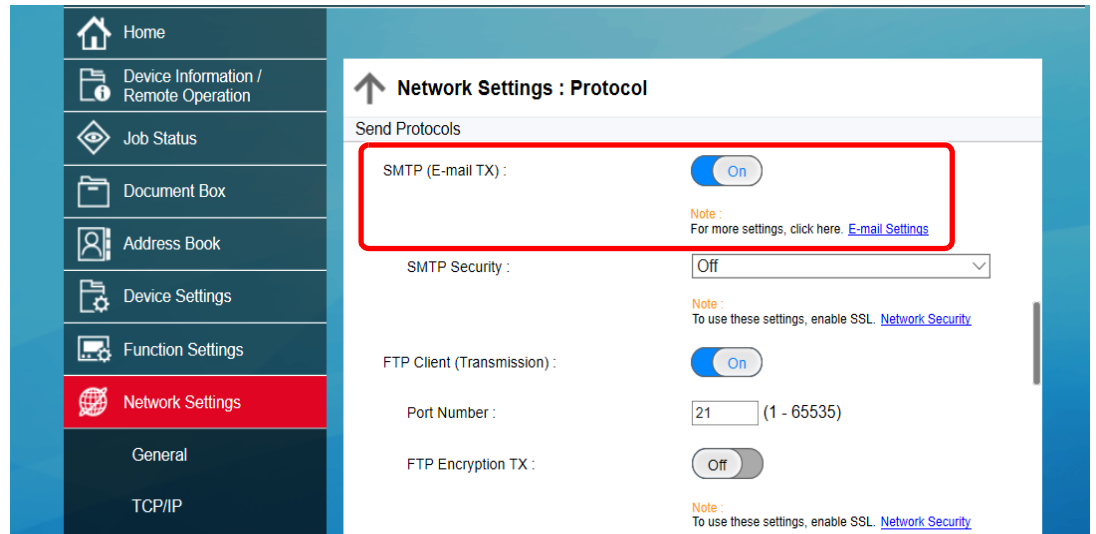 Home
Device Information /
Remote Operation
Job Status
Document Box
Address Book
Device Settings
Function Settings
Network Settings
General
TCP/IP
Network Settings : Protocol
Send Protocols
SMTP (E-mail TX) :
On
Note :
For more settings, click here. E-mail Settings
SMTP Security :
Off
Note :
To use these settings, enable SSL. Network Security
FTP Client (Transmission) :
On
Port Number :
21 (1 - 65535)
FTP Encryption TX :
Off
Note :
To use these settings, enable SSL. Network Security